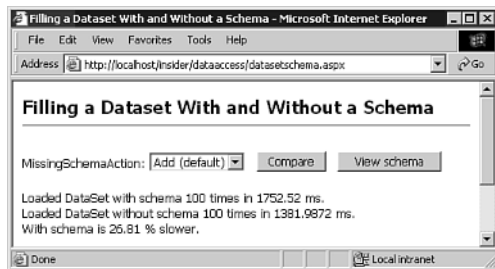 Filling a Dataset With and Without a Schema - Microsoft Internet Explorer
File Edit View Favorites Tools Help
Address http://localhost/insider/dataaccess/datasetschema.aspx Go
Filling a Dataset With and Without a Schema
MissingSchemaAction: Add (default) Compare View schema
Loaded DataSet with schema 100 times in 1752.52 ms.
Loaded DataSet without schema 100 times in 1381.9872 ms.
With schema is 26.81 % slower.
Done Local intranet